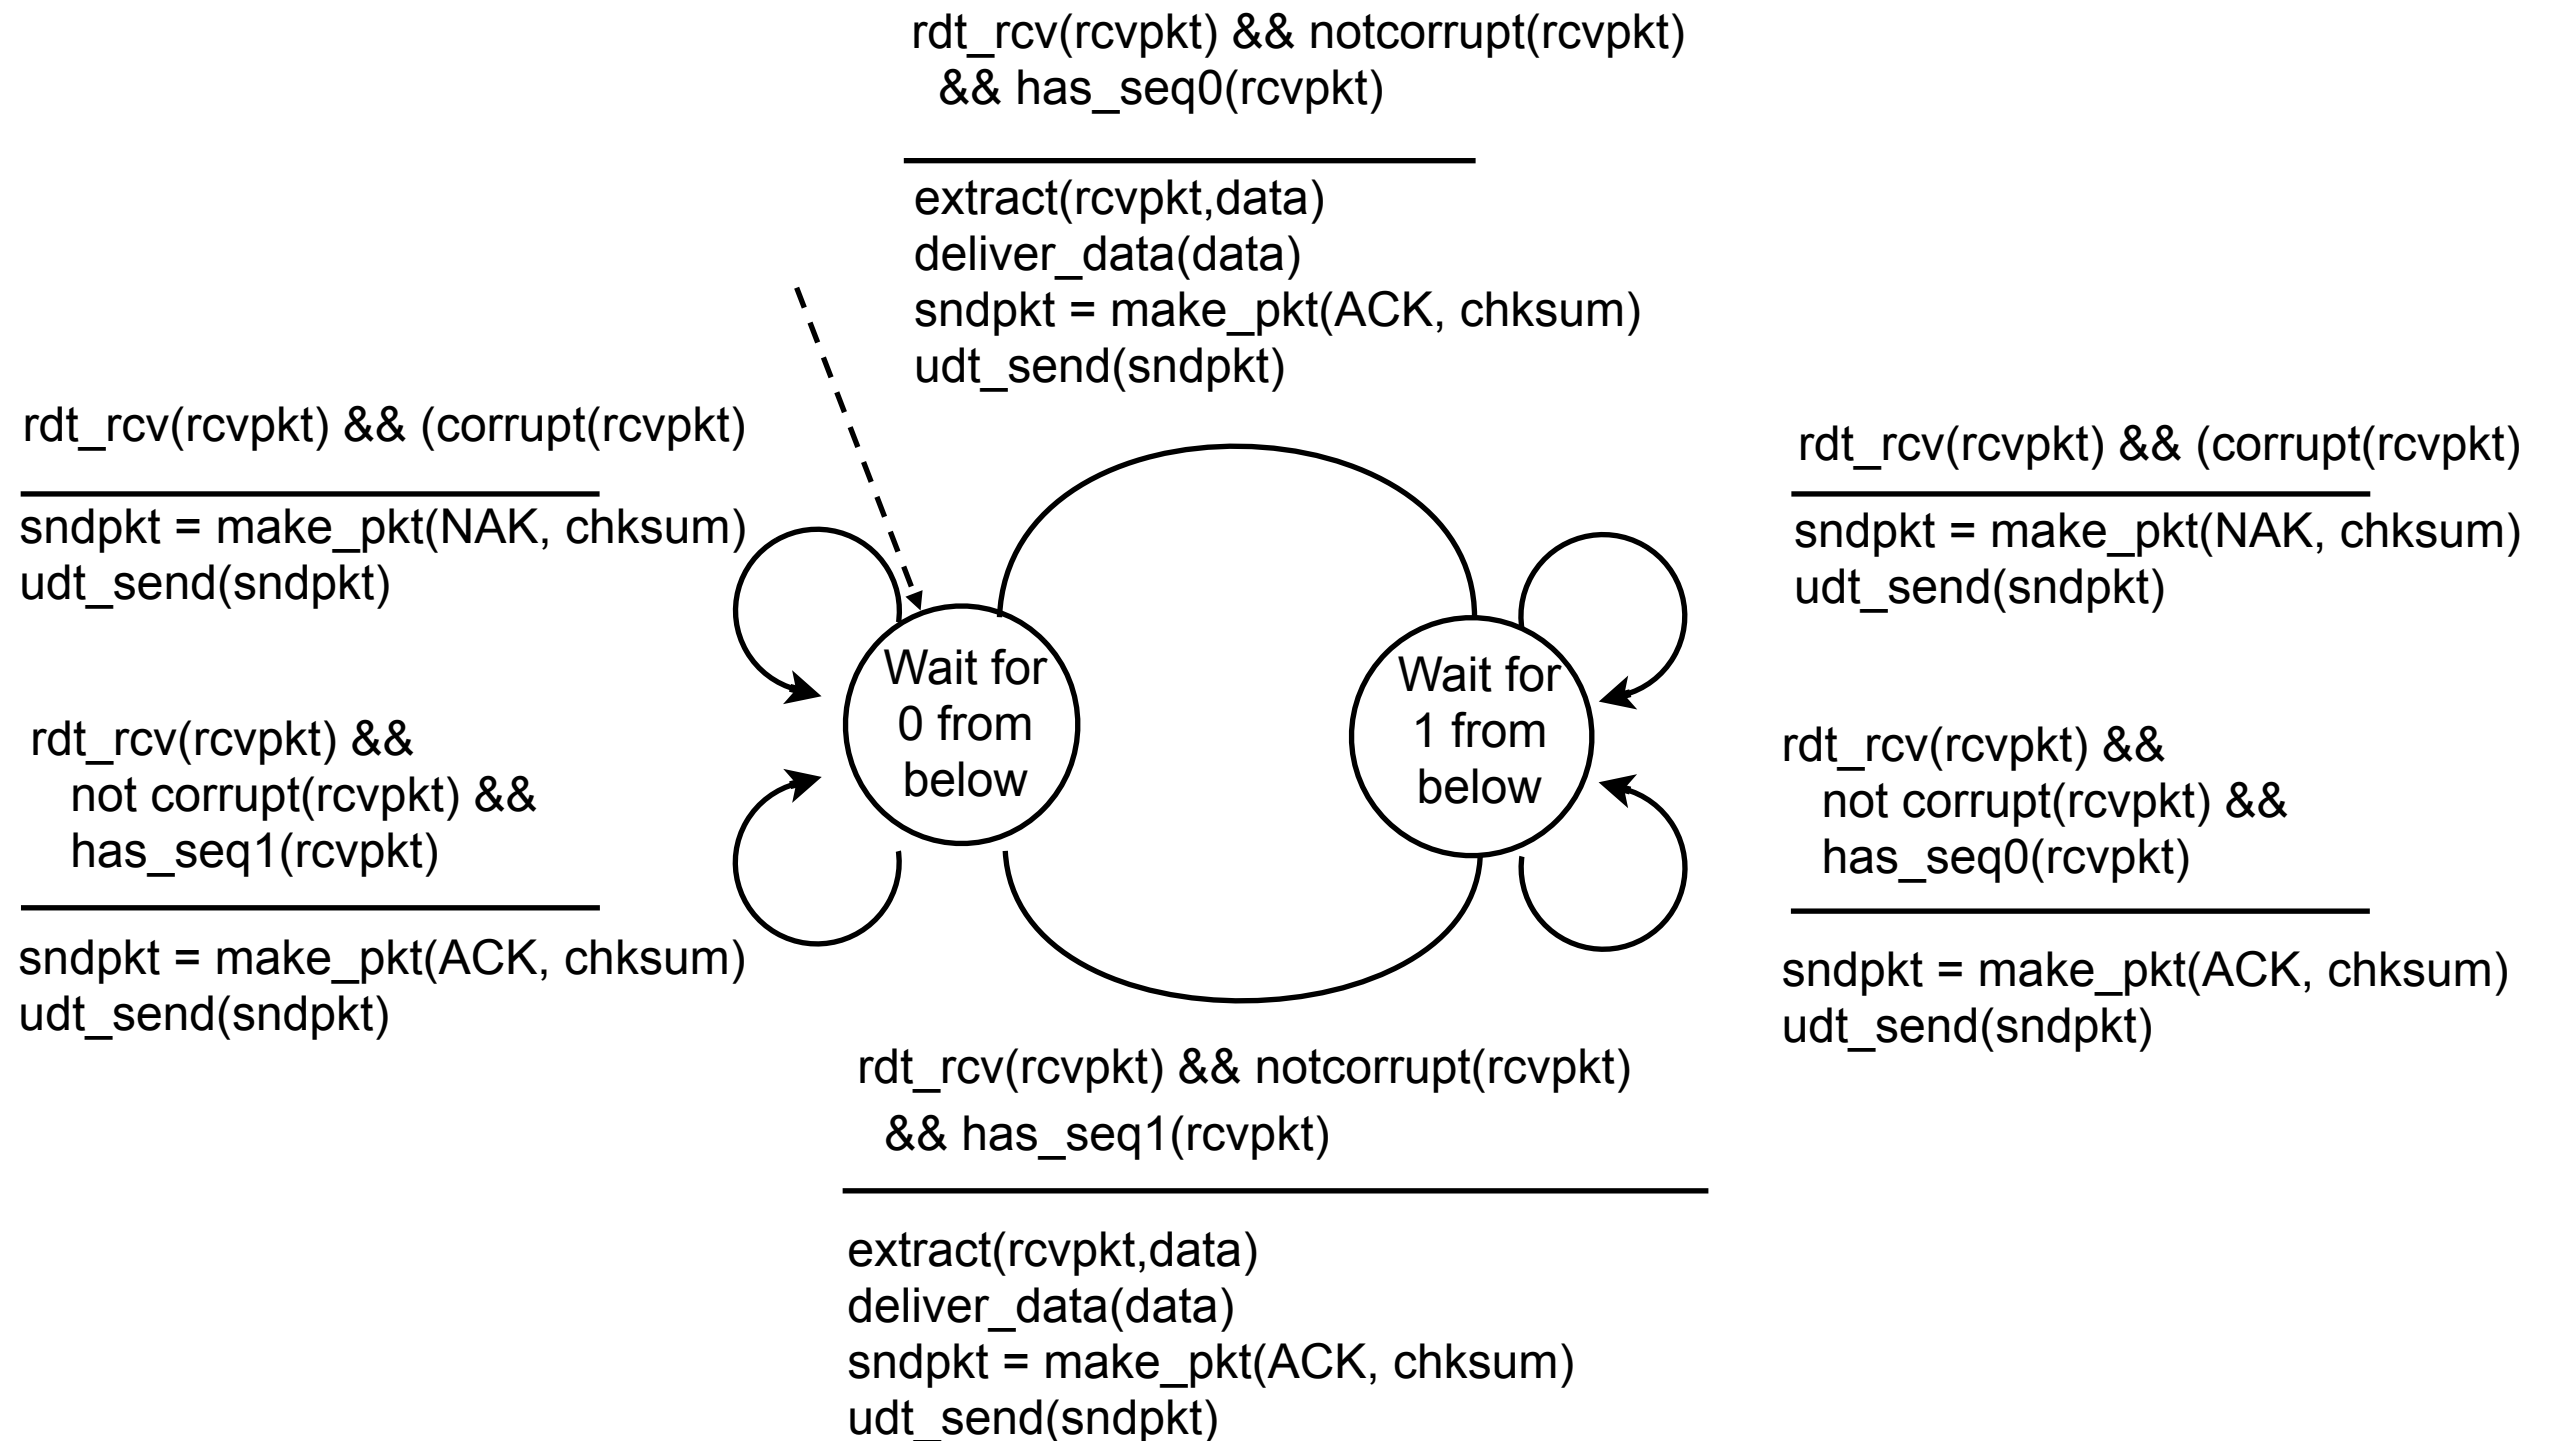 rdt_rcv(rcvpkt) && notcorrupt(rcvpkt)
&& has_seq0(rcvpkt)
extract(rcvpkt,data)
deliver_data(data)
sndpkt = make_pkt(ACK, chksum)
udt_send(sndpkt)
rdt_rcv(rcvpkt) && (corrupt(rcvpkt)
sndpkt = make_pkt(NAK, chksum)
udt_send(sndpkt)
rdt_rcv(rcvpkt) &&
not corrupt(rcvpkt) &&
has_seq1(rcvpkt)
sndpkt = make_pkt(ACK, chksum)
udt_send(sndpkt)
Wait for
0 from
below
Wait for
1 from
below
rdt_rcv(rcvpkt) && (corrupt(rcvpkt)
sndpkt = make_pkt(NAK, chksum)
udt_send(sndpkt)
rdt_rcv(rcvpkt) &&
not corrupt(rcvpkt) &&
has_seq0(rcvpkt)
sndpkt = make_pkt(ACK, chksum)
udt_send(sndpkt)
rdt_rcv(rcvpkt) && notcorrupt(rcvpkt)
&& has_seq1(rcvpkt)
extract(rcvpkt,data)
deliver_data(data)
sndpkt = make_pkt(ACK, chksum)
udt_send(sndpkt)